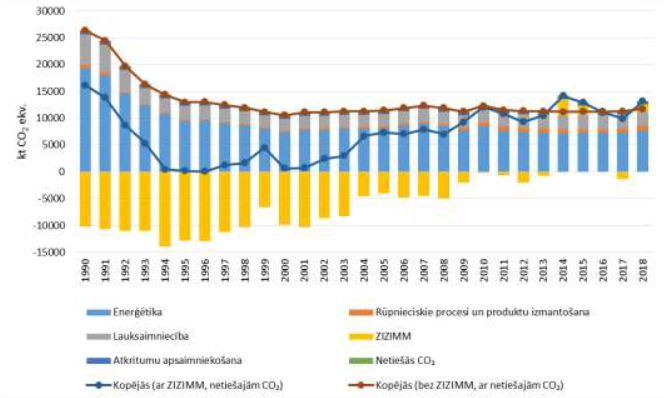 30000
25000
20000
15000
10000
5000
0
-5000
-10000
-15000
kt CO₂ ekv.
1990 1991 1992 1993 1994 1995 1996 1997 1998 1999 2000 2001 2002 2003 2004 2005 2006 2007 2008 2009 2010 2011 2012 2013 2014 2015 2016 2017 2018
Enerģētika Rūpnieciskie procesi un produktu izmantošana
Lauksaimniecība ZIZIMM
Atkritumu apsaimniekošana Netiešās CO₂
Kopējās (ar ZIZIMM, netiešajām CO₂) Kopējās (bez ZIZIMM, ar netiešajām CO₂)